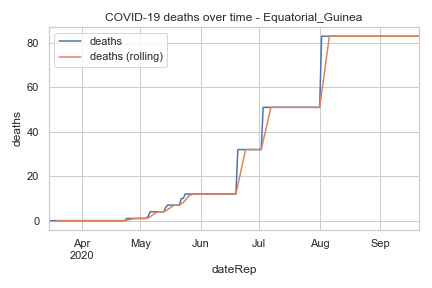 COVID-19 deaths over time - Equatorial_Guinea
deaths
deaths (rolling)
deaths
80
60
40
20
0
Apr May Jun Jul Aug Sep
2020
dateRep